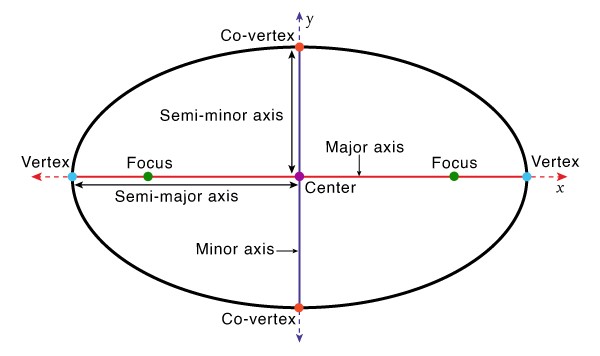 y
Co-vertex
Semi-minor axis
Major axis
Vertex
Focus
Focus
Vertex
Semi-major axis
Center
x
Minor axis
Co-vertex